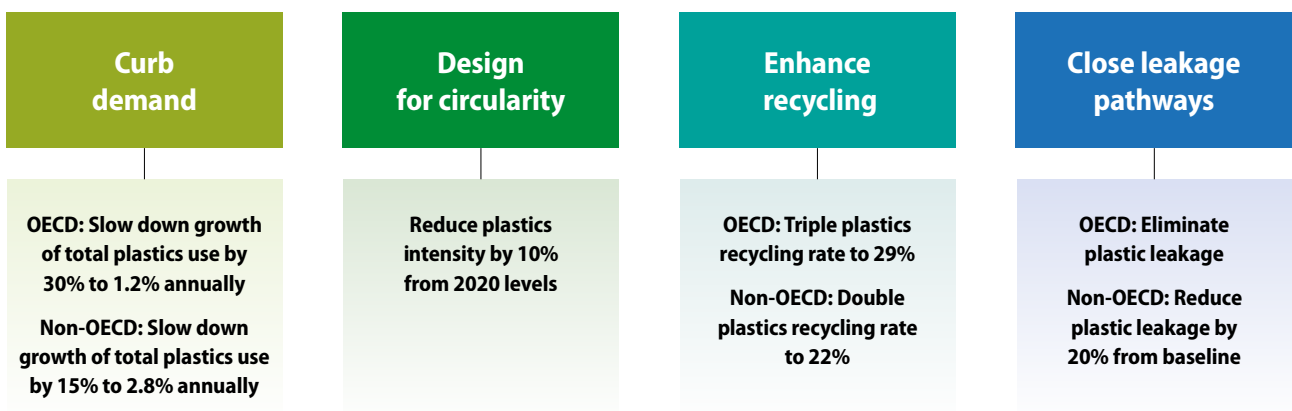 Curb
demand
OECD: Slow down growth
of total plastics use by
30% to 1.2% annually
Non-OECD: Slow down
growth of total plastics use
by 15% to 2.8% annually
Design
for circularity
Reduce plastics
intensity by 10%
from 2020 levels
Enhance
recycling
OECD: Triple plastics
recycling rate to 29%
Non-OECD: Double
plastics recycling rate
to 22%
Close leakage
pathways
OECD: Eliminate
plastic leakage
Non-OECD: Reduce
plastic leakage by
20% from baseline